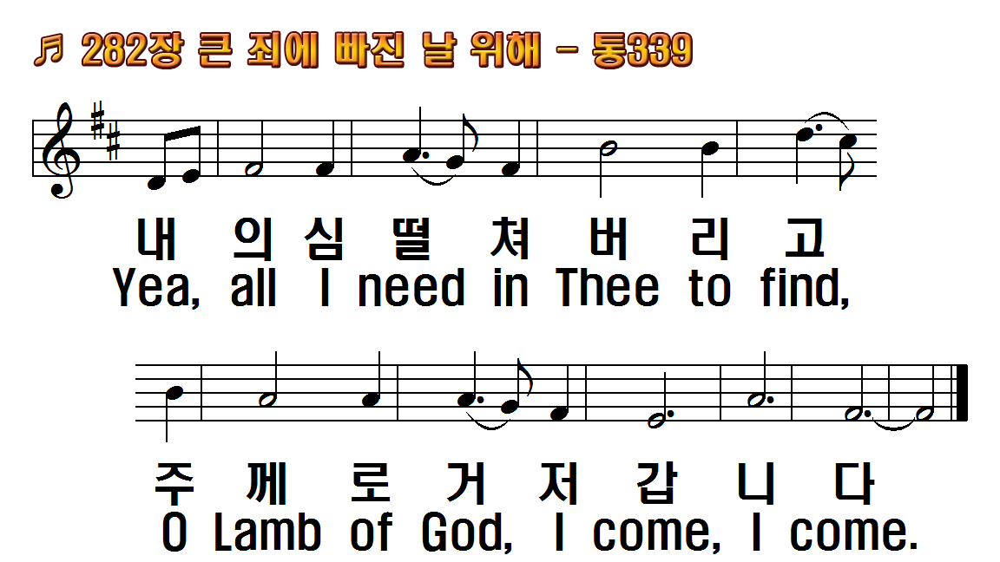 ♬ 282장 큰 죄에 빠진 날 위해 - 통339
내 의 심 떨 쳐 버 리 고
Yea, all I need in Thee to find,
주 께 로 거 저 갑 니 다
O Lamb of God, I come, I come.